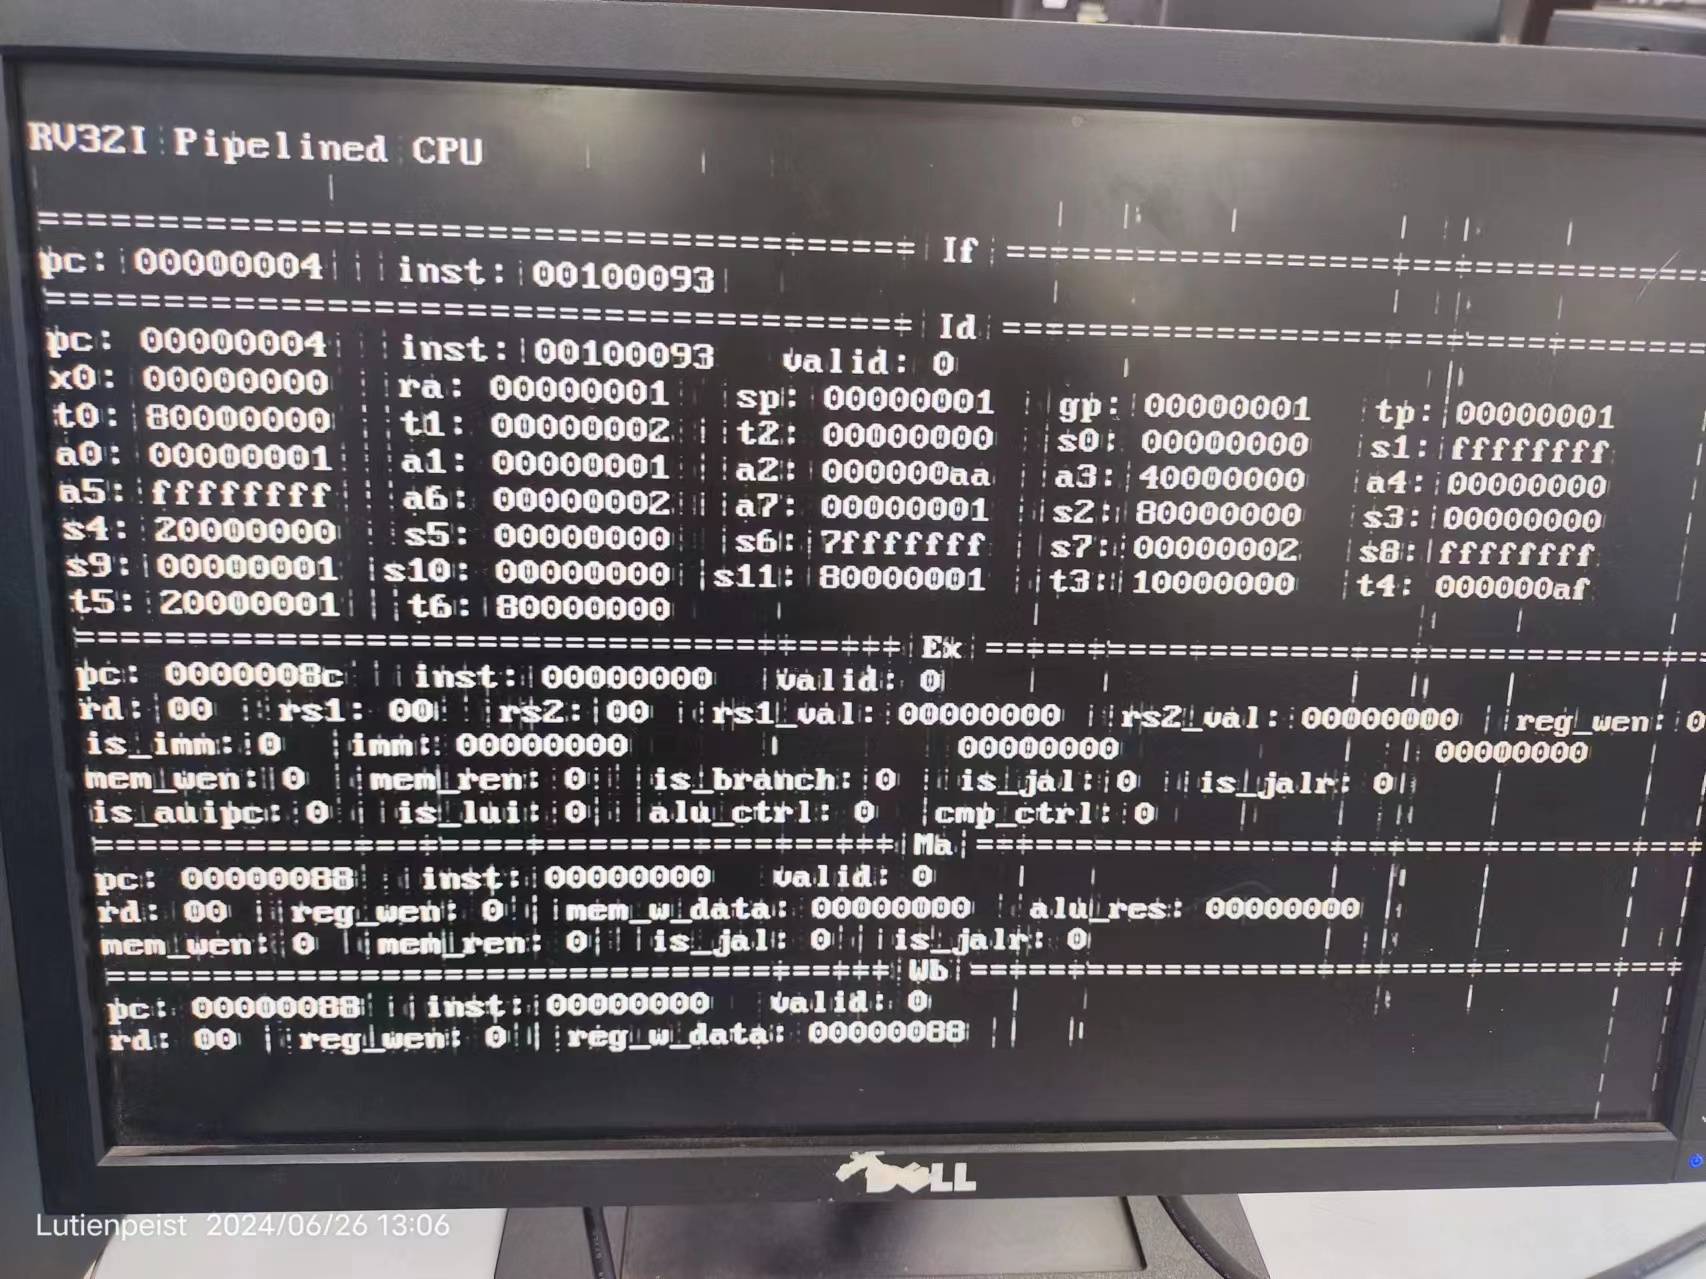 RV32I Pipelined CPU
====================================== If ==============================
pc: 00000004 inst: 00100093
====================================== Id ==============================
pc: 00000004 inst: 00100093 valid: 0
x0: 00000000 ra: 00000001 sp: 00000001 gp: 00000001 tp: 00000001
t0: 80000000 t1: 00000002 t2: 00000000 s0: 00000000 s1: ffffffff
a0: 00000001 a1: 00000001 a2: 000000aa a3: 40000000 a4: 00000000
a5: ffffffff a6: 00000002 a7: 00000001 s2: 80000000 s3: 00000000
s4: 20000000 s5: 00000000 s6: 7fffffff s7: 00000002 s8: ffffffff
s9: 00000001 s10: 00000000 s11: 80000001 t3: 10000000 t4: 000000af
t5: 20000001 t6: 80000000
====================================== Ex ==============================
pc: 0000008c inst: 00000000 valid: 0
rd: 00 rs1: 00 rs2: 00 rs1_val: 00000000 rs2_val: 00000000 reg_wen: 0
is_imm: 0 imm: 00000000 00000000 00000000
mem_wen: 0 mem_ren: 0 is_branch: 0 is_jal: 0 is_jalr: 0
is_auipc: 0 is_lui: 0 alu_ctrl: 0 cmp_ctrl: 0
====================================== Ma ==============================
pc: 00000088 inst: 00000000 valid: 0
rd: 00 reg_wen: 0 mem_w_data: 00000000 alu_res: 00000000
mem_wen: 0 mem_ren: 0 is_jal: 0 is_jalr: 0
====================================== Wb ==============================
pc: 00000088 inst: 00000000 valid: 0
rd: 00 reg_wen: 0 reg_w_data: 00000088
DELL
Lutienpeist 2024/06/26 13:06